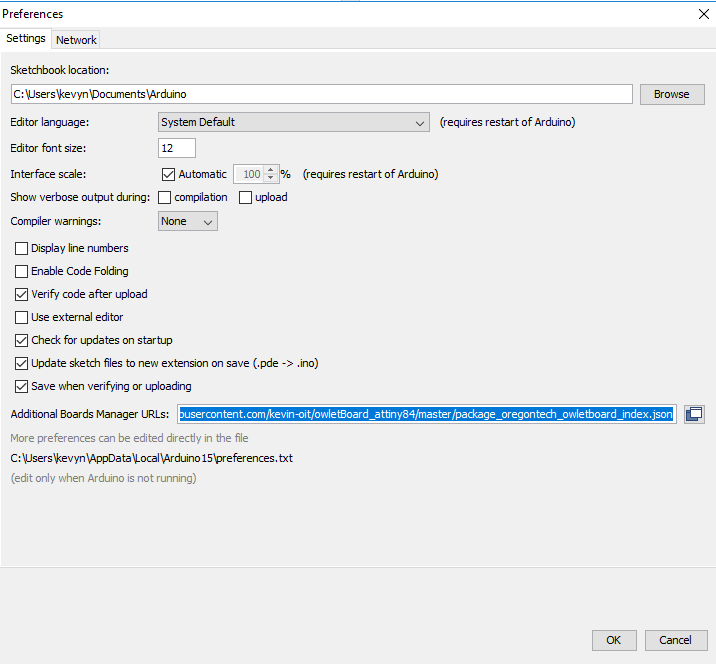 Preferences
Settings Network
Sketchbook location:
C:\Users\kevyn\Documents\Arduino Browse
Editor language: System Default (requires restart of Arduino)
Editor font size: 12
Interface scale: Automatic 100 % (requires restart of Arduino)
Show verbose output during: compilation upload
Compiler warnings: None
Display line numbers
Enable Code Folding
Verify code after upload
Use external editor
Check for updates on startup
Update sketch files to new extension on save (.pde -> .ino)
Save when verifying or uploading
Additional Boards Manager URLs: busercontent.com/kevin-oit/owletBoard_attiny84/master/package_oregontech_owletboard_index.json
More preferences can be edited directly in the file
C:\Users\kevyn\AppData\Local\Arduino15\preferences.txt
(edit only when Arduino is not running)
OK Cancel